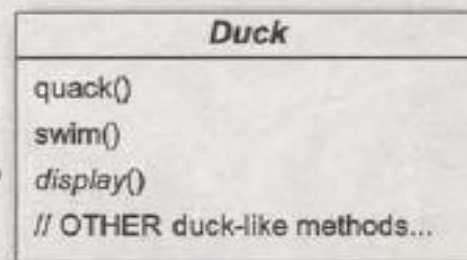 Duck
quack()
swim()
display()
// OTHER duck-like methods...